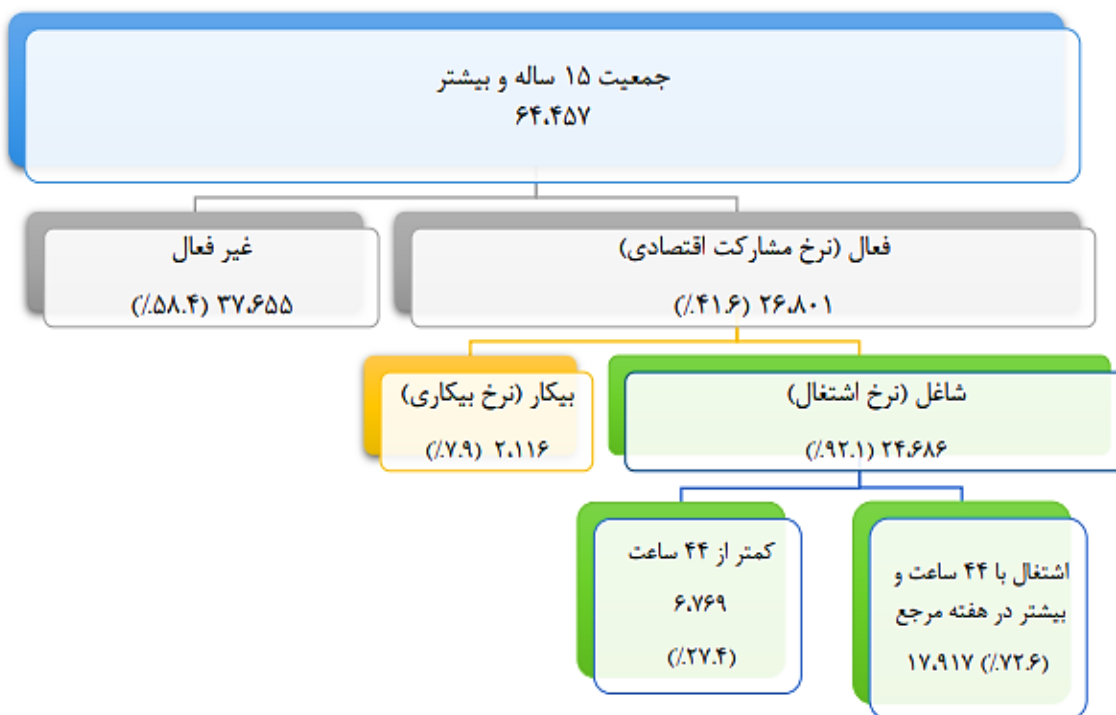 جمعیت ۱۵ ساله و بیشتر
۶۴،۴۵۷
فعال (نرخ مشارکت اقتصادی)
۲۶،۸۰۱ (۴۱.۶٪)
غیر فعال
۳۷،۶۵۵ (۵۸.۴٪)
شاغل (نرخ اشتغال)
۲۴،۶۸۶ (۹۲.۱٪)
بیکار (نرخ بیکاری)
۲،۱۱۶ (۷.۹٪)
اشتغال با ۴۴ ساعت و
بیشتر در هفته مرجع
۱۷،۹۱۷ (۷۲.۶٪)
کمتر از ۴۴ ساعت
۶،۷۶۹
(۲۷.۴٪)